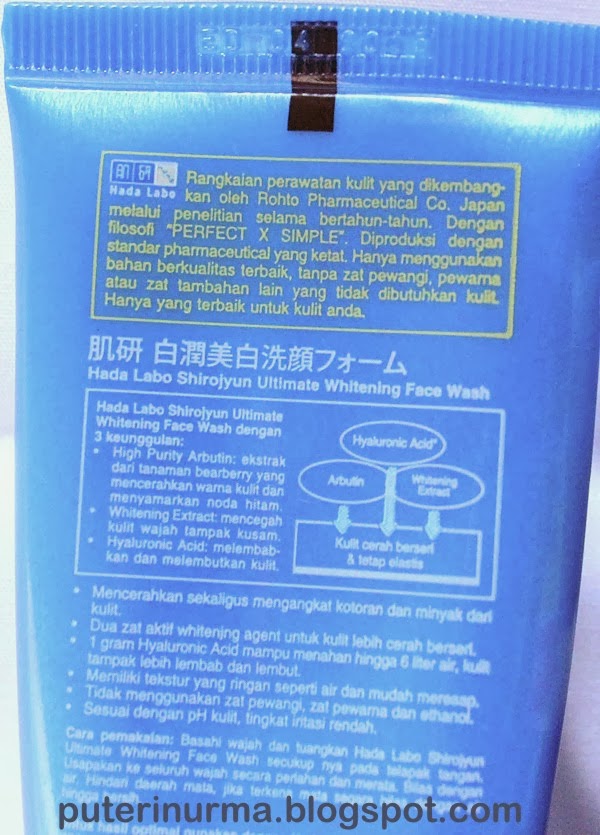 肌 研
Hada Labo
Rangkaian perawatan kulit yang dikembang-
kan oleh Rohto Pharmaceutical Co. Japan
melalui penelitian selama bertahun-tahun. Dengan
filosofi "PERFECT X SIMPLE". Diproduksi dengan
standar pharmaceutical yang ketat. Hanya menggunakan
bahan berkualitas terbaik, tanpa zat pewangi, pewarna
atau zat tambahan lain yang tidak dibutuhkan kulit.
Hanya yang terbaik untuk kulit anda.
肌研 白潤美白洗顔フォーム
Hada Labo Shirojyun Ultimate Whitening Face Wash
Hada Labo Shirojyun Ultimate
Whitening Face Wash dengan
3 keunggulan:
• High Purity Arbutin: ekstrak
dari tanaman bearberry yang
mencerahkan warna kulit dan
menyamarkan noda hitam.
• Whitening Extract: mencegah
kulit wajah tampak kusam.
• Hyaluronic Acid: melembab-
kan dan melembutkan kulit.
Hyaluronic Acid
Arbutin
Whitening
Extract
Kulit cerah berseri
& tetap elastis
• Mencerahkan sekaligus mengangkat kotoran dan minyak dari
kulit.
• Dua zat aktif whitening agent untuk kulit lebih cerah berseri.
• 1 gram Hyaluronic Acid mampu menahan hingga 6 liter air, kulit
tampak lebih lembab dan lembut.
• Memiliki tekstur yang ringan seperti air dan mudah meresap.
• Tidak menggunakan zat pewangi, zat pewarna dan ethanol.
• Sesuai dengan pH kulit, tingkat iritasi rendah.
Cara pemakaian: Basahi wajah dan tuangkan Hada Labo Shirojyun
Ultimate Whitening Face Wash secukup nya pada telapak tangan.
Usapkan ke seluruh wajah secara perlahan dan merata. Bilas dengan
air. Hindari daerah mata, jika terkena mata
hingga bersih.
puterinurma.blogspot.com